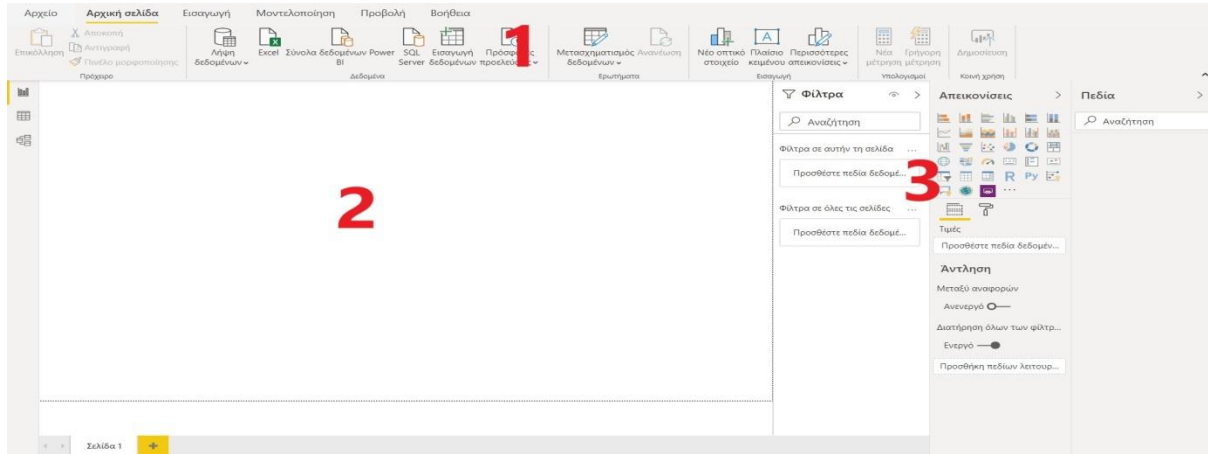 Αρχείο Αρχική σελίδα Εισαγωγή Μοντελοποίηση Προβολή Βοήθεια
Επικόλληση
Αποκοπή
Αντιγραφή
Πινέλο μορφοποίησης
Πρόχειρο
Λήψη δεδομένων
Excel
Σύνολα δεδομένων Power BI
SQL Server
Εισαγωγή δεδομένων
Πρόσφατες προελεύσεις
Δεδομένα
1
Μετασχηματισμός δεδομένων
Ανανέωση
Ερωτήματα
Νέο οπτικό στοιχείο
Πλαίσιο κειμένου
Περισσότερες απεικονίσεις
Εισαγωγή
Νέα μέτρηση
Γρήγορη μέτρηση
Υπολογισμοί
Δημοσίευση
Κοινή χρήση
2
Φίλτρα
Αναζήτηση
Φίλτρα σε αυτήν τη σελίδα ...
Προσθέστε πεδία δεδομέ...
Φίλτρα σε όλες τις σελίδες ...
Προσθέστε πεδία δεδομέ...
3
Απεικονίσεις
R Py
...
Τιμές
Προσθέστε πεδία δεδομέν...
Άντληση
Μεταξύ αναφορών
Ανενεργό
Διατήρηση όλων των φίλτρ...
Ενεργό
Προσθήκη πεδίων λειτουρ...
Πεδία
Αναζήτηση
Σελίδα 1